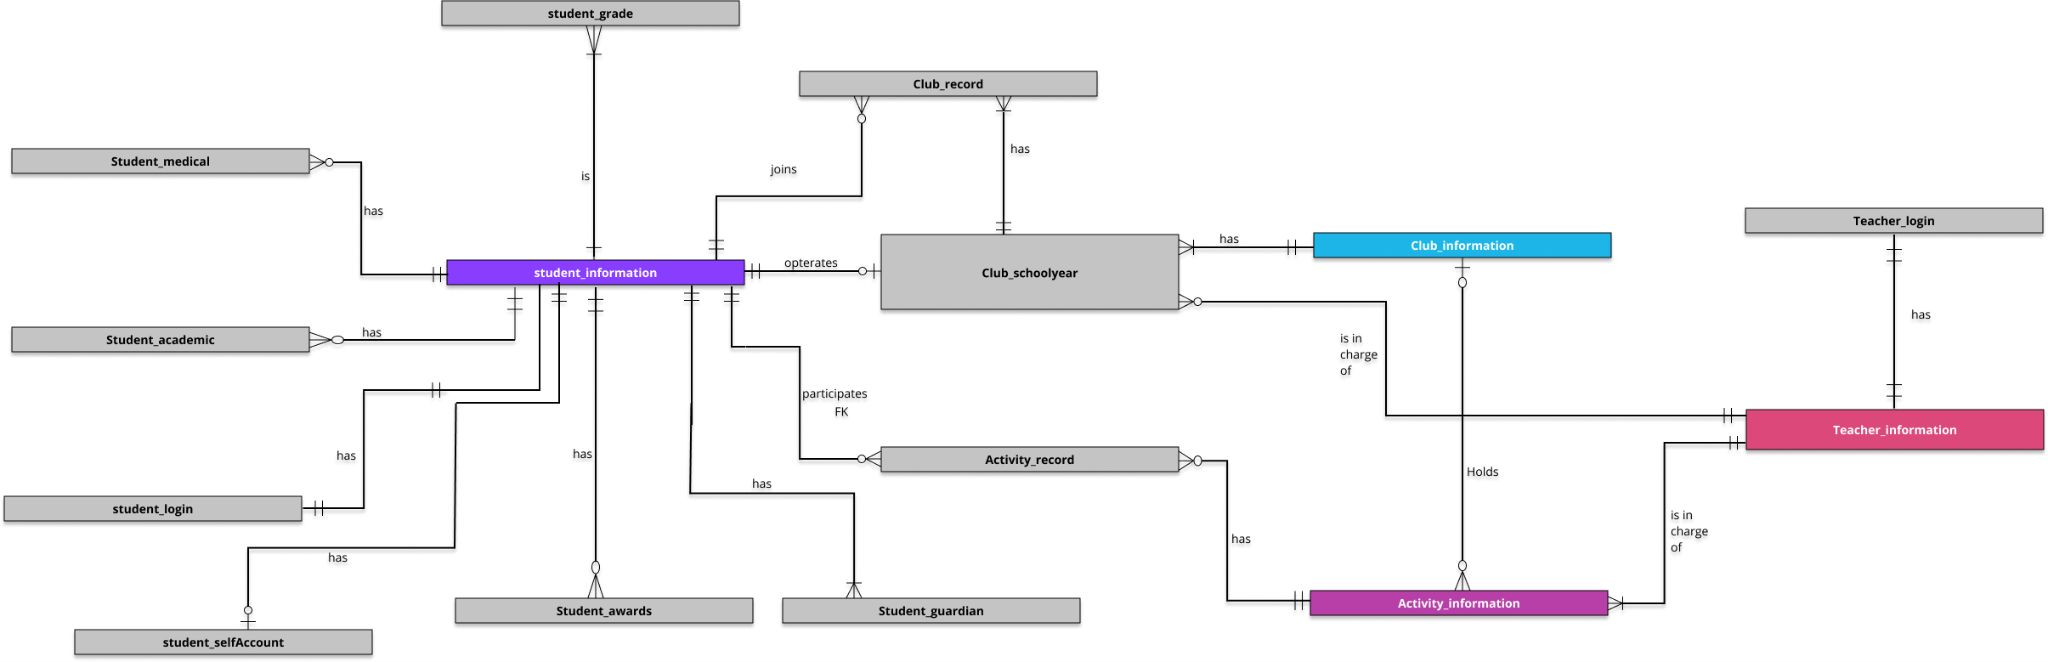 student_grade
Club_record
Student_medical
joins
has
is
has
Teacher_login
has
Club_information
student_information
opterates
Club_schoolyear
has
Student_academic
has
is in
charge
of
participates
FK
Teacher_information
has
has
Activity_record
Holds
has
student_login
is in
charge
of
has
has
Activity_information
Student_awards
Student_guardian
student_selfAccount